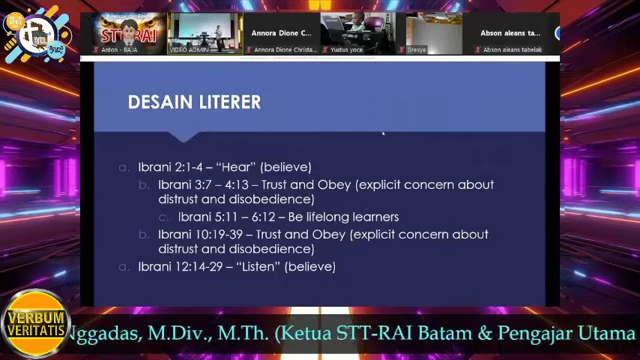 STT RAI
Anton - RAJA
VIDEO ADMIN
Annora Dione C...
Annora Dione Christa...
Yustus yoce
Bresye
Abson aleans ta...
Abson aleans tabelak
DESAIN LITERER
a. Ibrani 2:1-4 – “Hear” (believe)
b. Ibrani 3:7 – 4:13 – Trust and Obey (explicit concern about
distrust and disobedience)
c. Ibrani 5:11 – 6:12 – Be lifelong learners
b. Ibrani 10:19-39 – Trust and Obey (explicit concern about
distrust and disobedience)
a. Ibrani 12:14-29 – “Listen” (believe)
VERBUM
VERITATIS
Nggadas, M.Div., M.Th. (Ketua STT-RAI Batam & Pengajar Utama